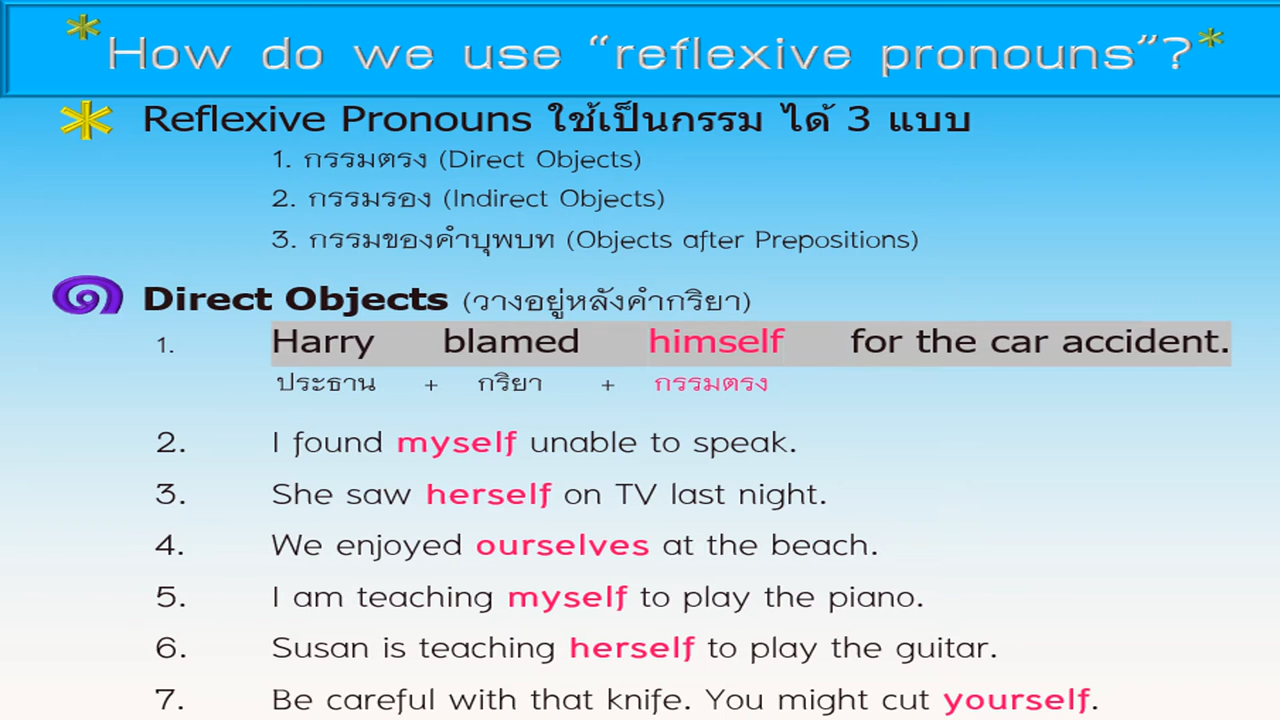 *How do we use “reflexive pronouns”?*
* Reflexive Pronouns ใช้เป็นกรรม ได้ 3 แบบ
1. กรรมตรง (Direct Objects)
2. กรรมรอง (Indirect Objects)
3. กรรมของคำบุพบท (Objects after Prepositions)
๑ Direct Objects (วางอยู่หลังคำกริยา)
1. Harry blamed himself for the car accident.
ประธาน + กริยา + กรรมตรง
2. I found myself unable to speak.
3. She saw herself on TV last night.
4. We enjoyed ourselves at the beach.
5. I am teaching myself to play the piano.
6. Susan is teaching herself to play the guitar.
7. Be careful with that knife. You might cut yourself.